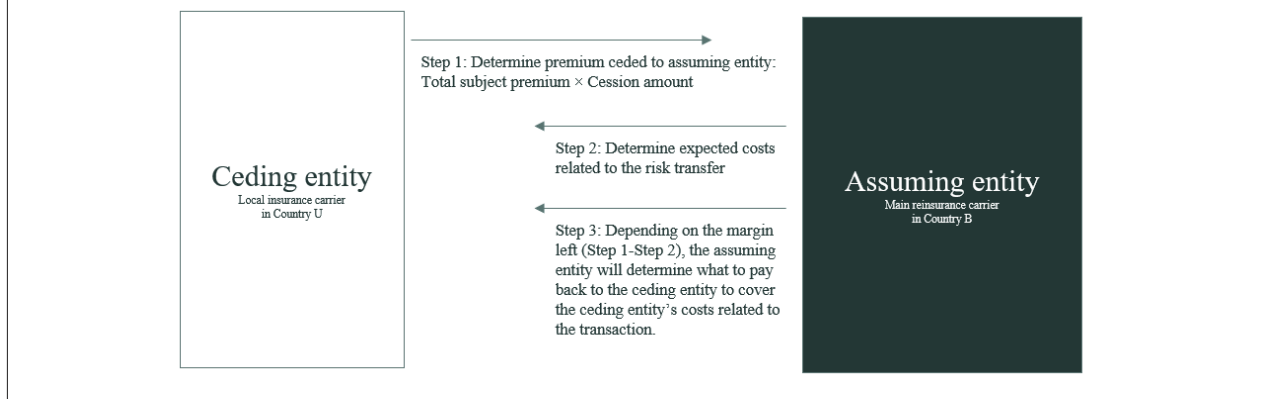 Ceding entity
Local insurance carrier
in Country U
Step 1: Determine premium ceded to assuming entity:
Total subject premium × Cession amount
Step 2: Determine expected costs
related to the risk transfer
Step 3: Depending on the margin
left (Step 1-Step 2), the assuming
entity will determine what to pay
back to the ceding entity to cover
the ceding entity’s costs related to
the transaction.
Assuming entity
Main reinsurance carrier
in Country B